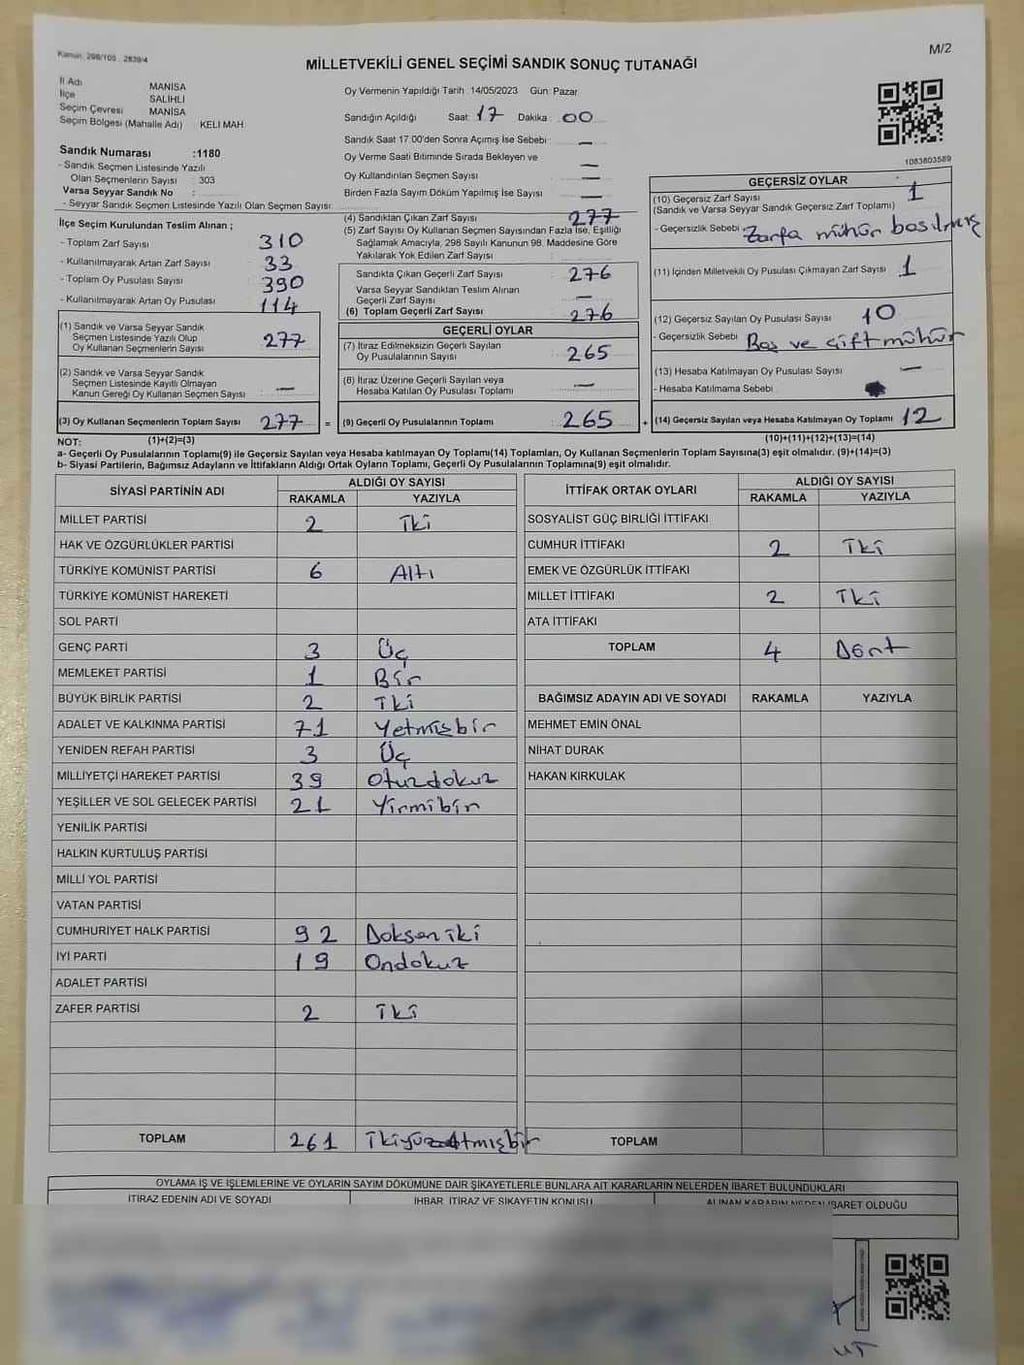 Kanun: 298/105 2839/4
M/2
MİLLETVEKİLİ GENEL SEÇİMİ SANDIK SONUÇ TUTANAĞI
İl Adı MANİSA
İlçe SALİHLİ
Seçim Çevresi MANİSA
Seçim Bölgesi (Mahalle Adı) KELİ MAH.
Sandık Numarası :1180
- Sandık Seçmen Listesinde Yazılı
Olan Seçmenlerin Sayısı : 303
Varsa Seyyar Sandık No :
- Seyyar Sandık Seçmen Listesinde Yazılı Olan Seçmen Sayısı:
Oy Vermenin Yapıldığı Tarih :14/05/2023 Gün: Pazar
Sandığın Açıldığı Saat: 17 Dakika: 00
Sandık Saat 17:00'den Sonra Açılmış İse Sebebi: —
Oy Verme Saati Bitiminde Sırada Bekleyen ve
Oy Kullandırılan Seçmen Sayısı : —
Birden Fazla Sayım Döküm Yapılmış İse Sayısı : —
1083803589
İlçe Seçim Kurulundan Teslim Alınan ;
- Toplam Zarf Sayısı : 310
- Kullanılmayarak Artan Zarf Sayısı : 33
- Toplam Oy Pusulası Sayısı : 390
- Kullanılmayarak Artan Oy Pusulası : 114
(1) Sandık ve Varsa Seyyar Sandık
Seçmen Listesinde Yazılı Olup
Oy Kullanan Seçmenlerin Sayısı : 277
(2) Sandık ve Varsa Seyyar Sandık
Seçmen Listesinde Kayıtlı Olmayan
Kanun Gereği Oy Kullanan Seçmen Sayısı : —
(3) Oy Kullanan Seçmenlerin Toplam Sayısı : 277 =
(1)+(2)=(3)
(4) Sandıktan Çıkan Zarf Sayısı : 277
(5) Zarf Sayısı Oy Kullanan Seçmen Sayısından Fazla İse, Eşitliği
Sağlamak Amacıyla, 298 Sayılı Kanunun 98. Maddesine Göre
Yakılarak Yok Edilen Zarf Sayısı :
Sandıkta Çıkan Geçerli Zarf Sayısı : 276
Varsa Seyyar Sandıktan Teslim Alınan
Geçerli Zarf Sayısı : —
(6) Toplam Geçerli Zarf Sayısı : 276
GEÇERLİ OYLAR
(7) İtiraz Edilmeksizin Geçerli Sayılan
Oy Pusulalarının Sayısı : 265
(8) İtiraz Üzerine Geçerli Sayılan veya
Hesaba Katılan Oy Pusulası Toplamı : —
(9) Geçerli Oy Pusulalarının Toplamı : 265 +
GEÇERSİZ OYLAR
(10) Geçersiz Zarf Sayısı : 1
(Sandık ve Varsa Seyyar Sandık Geçersiz Zarf Toplamı)
- Geçersizlik Sebebi: Zarfa mühür basılmış
(11) İçinden Milletvekili Oy Pusulası Çıkmayan Zarf Sayısı : 1
(12) Geçersiz Sayılan Oy Pusulası Sayısı : 10
- Geçersizlik Sebebi : Boş ve çift mühür
(13) Hesaba Katılmayan Oy Pusulası Sayısı : —
- Hesaba Katılmama Sebebi :
(14) Geçersiz Sayılan veya Hesaba Katılmayan Oy Toplamı : 12
(10)+(11)+(12)+(13)=(14)
NOT:
a- Geçerli Oy Pusulalarının Toplamı(9) ile Geçersiz Sayılan veya Hesaba katılmayan Oy Toplamı(14) Toplamları, Oy Kullanan Seçmenlerin Toplam Sayısına(3) eşit olmalıdır. (9)+(14)=(3)
b- Siyasi Partilerin, Bağımsız Adayların ve İttifakların Aldığı Ortak Oyların Toplamı, Geçerli Oy Pusulalarının Toplamına(9) eşit olmalıdır.
SİYASİ PARTİNİN ADI ALDIĞI OY SAYISI
RAKAMLA YAZIYLA
MİLLET PARTİSİ 2 İki
HAK VE ÖZGÜRLÜKLER PARTİSİ
TÜRKİYE KOMÜNİST PARTİSİ 6 Altı
TÜRKİYE KOMÜNİST HAREKETİ
SOL PARTİ
GENÇ PARTİ 3 Üç
MEMLEKET PARTİSİ 1 Bir
BÜYÜK BİRLİK PARTİSİ 2 İki
ADALET VE KALKINMA PARTİSİ 71 Yetmişbir
YENİDEN REFAH PARTİSİ 3 Üç
MİLLİYETÇİ HAREKET PARTİSİ 39 Otuzdokuz
YEŞİLLER VE SOL GELECEK PARTİSİ 21 Yirmibir
YENİLİK PARTİSİ
HALKIN KURTULUŞ PARTİSİ
MİLLİ YOL PARTİSİ
VATAN PARTİSİ
CUMHURİYET HALK PARTİSİ 92 Doksan iki
İYİ PARTİ 19 Ondokuz
ADALET PARTİSİ
ZAFER PARTİSİ 2 İki
TOPLAM 261 İkiyüzaltmışbir
İTTİFAK ORTAK OYLARI ALDIĞI OY SAYISI
RAKAMLA YAZIYLA
SOSYALİST GÜÇ BİRLİĞİ İTTİFAKI
CUMHUR İTTİFAKI 2 İki
EMEK VE ÖZGÜRLÜK İTTİFAKI
MİLLET İTTİFAKI 2 İki
ATA İTTİFAKI
TOPLAM 4 Dört
BAĞIMSIZ ADAYIN ADI VE SOYADI RAKAMLA YAZIYLA
MEHMET EMİN ÖNAL
NİHAT DURAK
HAKAN KIRKULAK
TOPLAM
OYLAMA İŞ VE İŞLEMLERİNE VE OYLARIN SAYIM DÖKÜMÜNE DAİR ŞİKAYETLERLE BUNLARA AİT KARARLARIN NELERDEN İBARET BULUNDUKLARI
İTİRAZ EDENİN ADI VE SOYADI İHBAR, İTİRAZ VE ŞİKAYETİN KONUSU ALINAN KARARIN NEDEN İBARET OLDUĞU